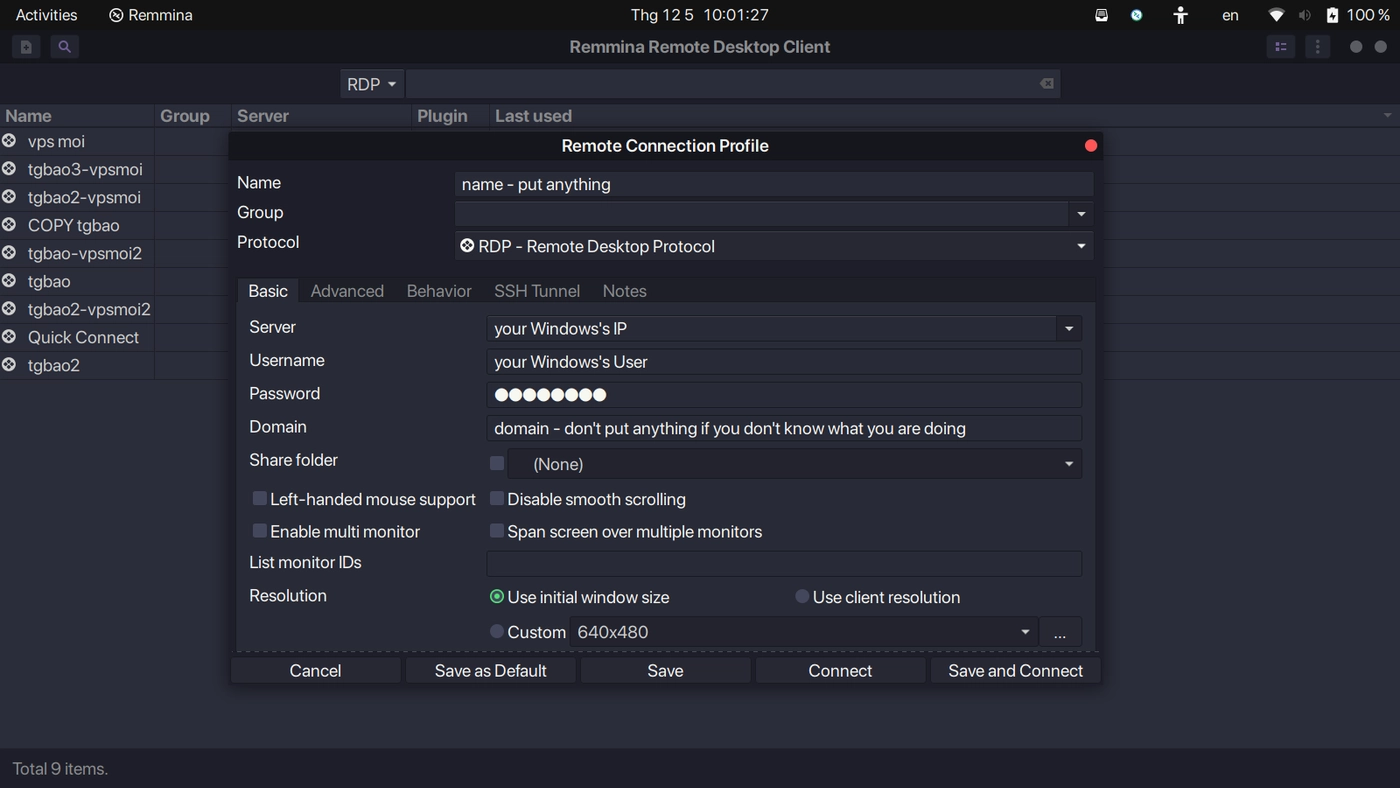 Activities Remmina Thg 12 5 10:01:27 en 100 %
Remmina Remote Desktop Client
RDP
Name Group Server Plugin Last used
vps moi
tgbao3-vpsmoi
tgbao2-vpsmoi
COPY tgbao
tgbao-vpsmoi2
tgbao
tgbao2-vpsmoi2
Quick Connect
tgbao2
Remote Connection Profile
Name name - put anything
Group
Protocol RDP - Remote Desktop Protocol
Basic Advanced Behavior SSH Tunnel Notes
Server your Windows's IP
Username your Windows's User
Password
Domain domain - don't put anything if you don't know what you are doing
Share folder (None)
Left-handed mouse support Disable smooth scrolling
Enable multi monitor Span screen over multiple monitors
List monitor IDs
Resolution Use initial window size Use client resolution
Custom 640x480 ...
Cancel Save as Default Save Connect Save and Connect
Total 9 items.